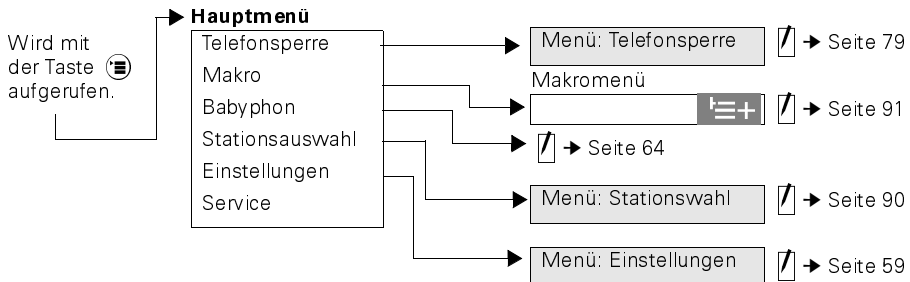 Hauptmenü
Wird mit
der Taste
aufgerufen.
Telefonsperre
Makro
Babyphon
Stationsauswahl
Einstellungen
Service
Menü: Telefonsperre
Seite 79
Makromenü
Seite 91
Seite 64
Menü: Stationswahl
Seite 90
Menü: Einstellungen
Seite 59